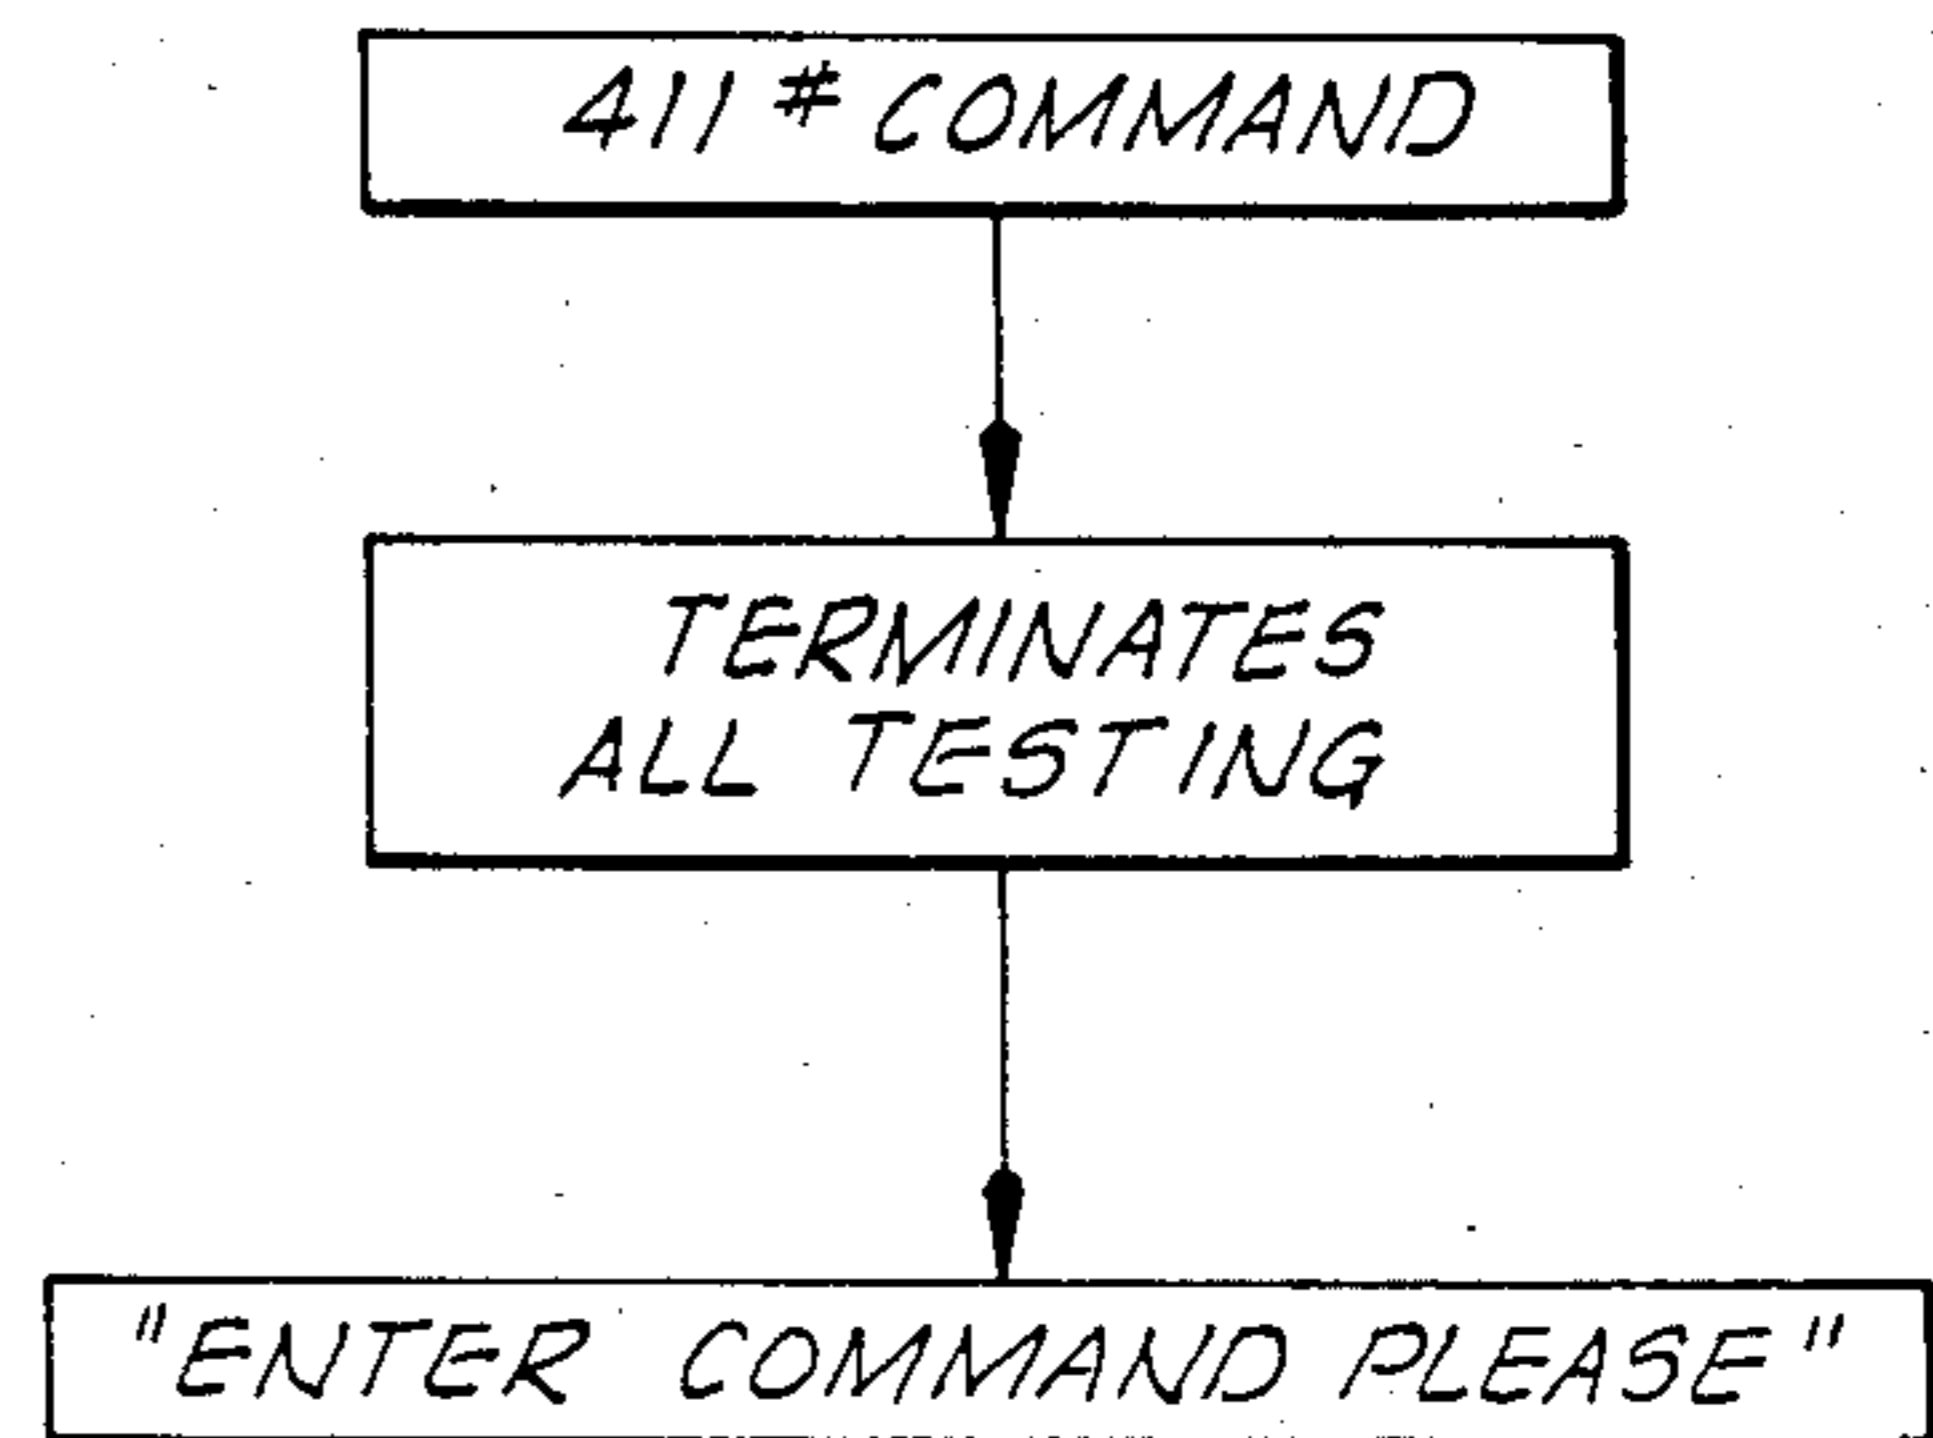 411# COMMAND
TERMINATES
ALL TESTING
"ENTER COMMAND PLEASE"